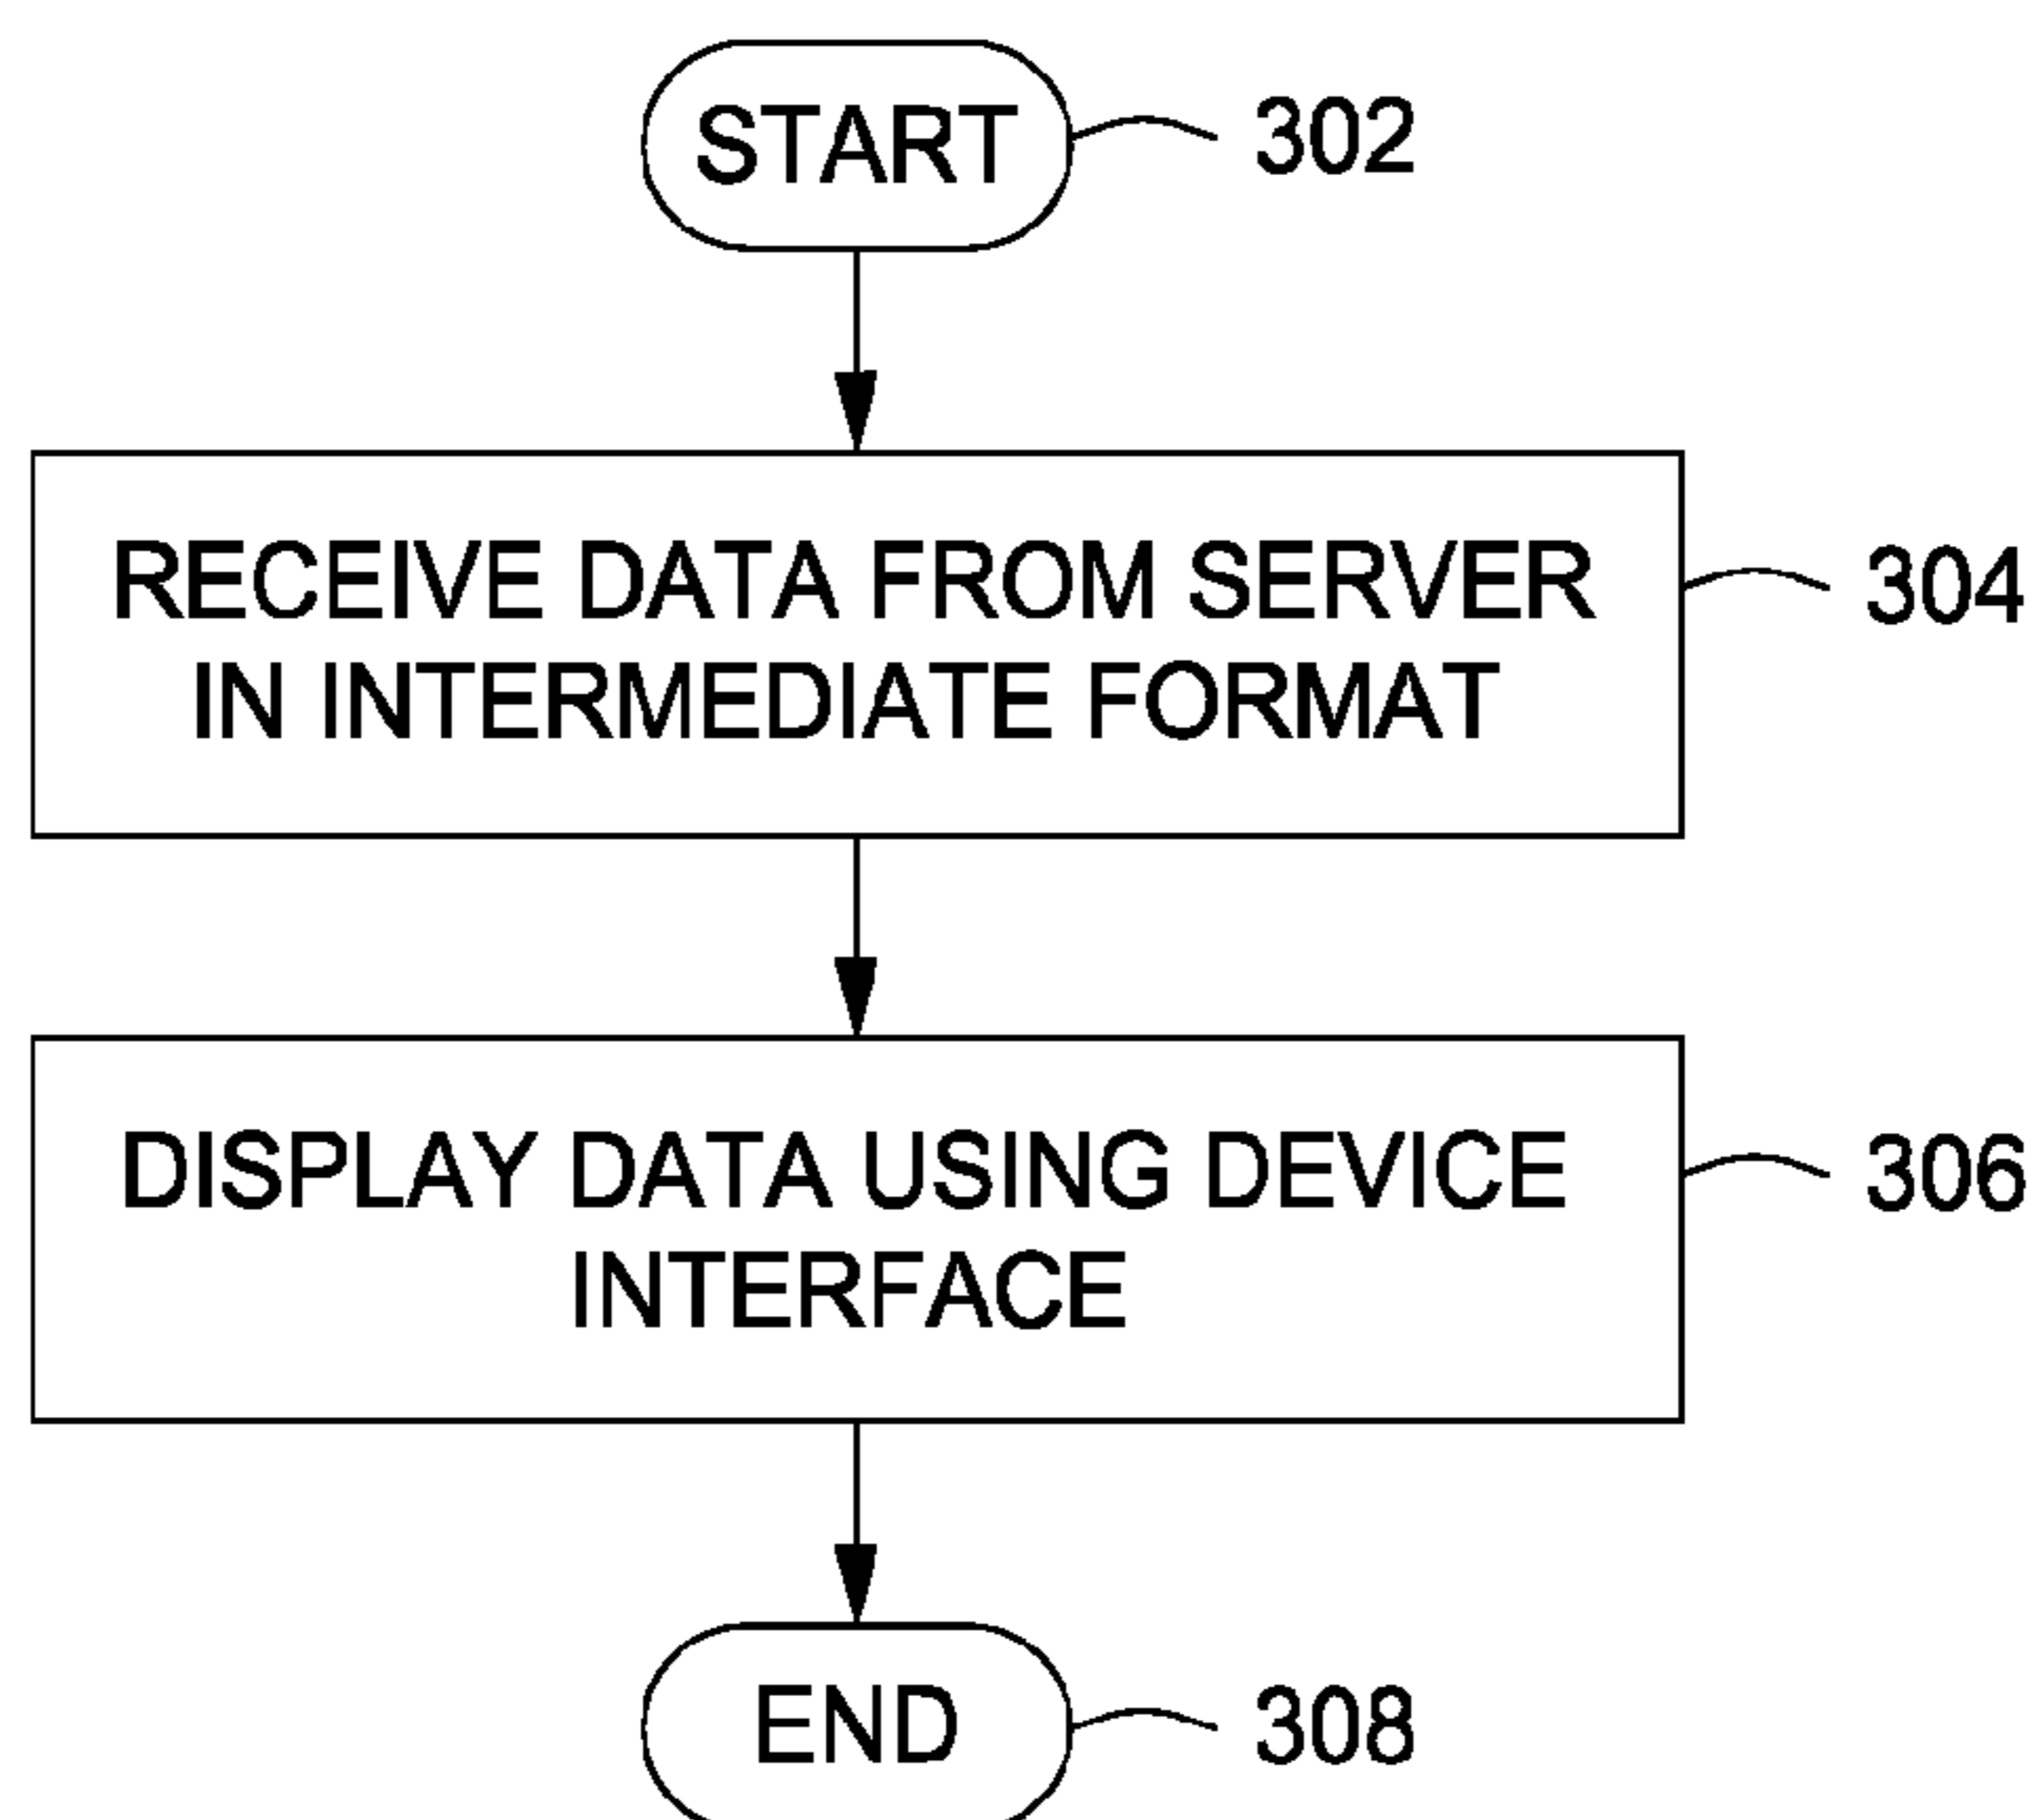 START
302
RECEIVE DATA FROM SERVER
IN INTERMEDIATE FORMAT
304
DISPLAY DATA USING DEVICE
INTERFACE
306
END
308